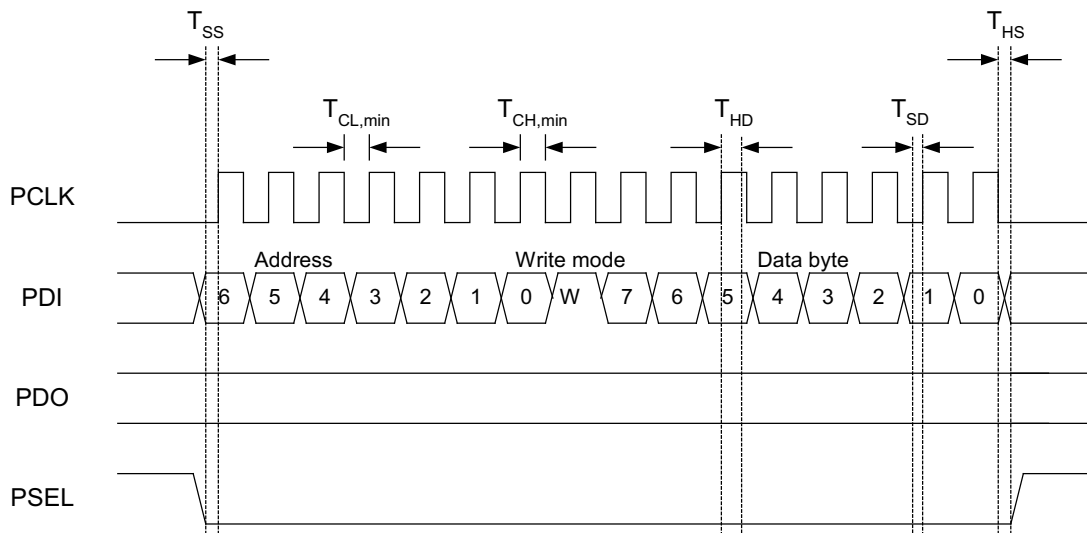 T_SS
T_HS
T_CL,min
T_CH,min
T_HD
T_SD
PCLK
Address
Write mode
Data byte
PDI
6 5 4 3 2 1 0 W 7 6 5 4 3 2 1 0
PDO
PSEL